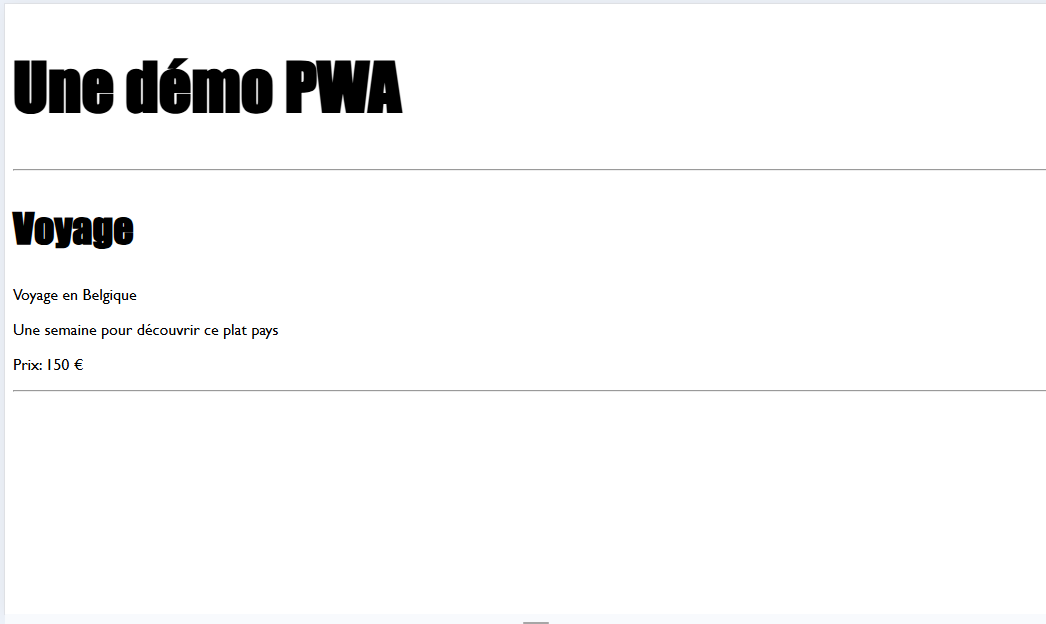 Une démo PWA
Voyage
Voyage en Belgique
Une semaine pour découvrir ce plat pays
Prix: 150 €